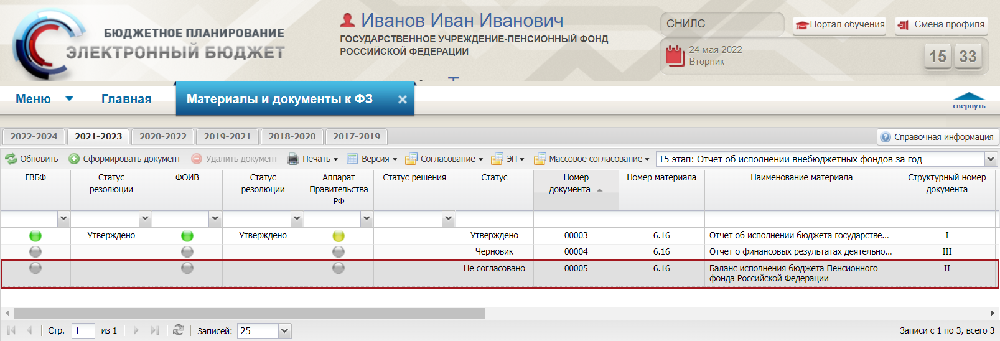 БЮДЖЕТНОЕ ПЛАНИРОВАНИЕ
ЭЛЕКТРОННЫЙ БЮДЖЕТ
Иванов Иван Иванович
ГОСУДАРСТВЕННОЕ УЧРЕЖДЕНИЕ-ПЕНСИОННЫЙ ФОНД
РОССИЙСКОЙ ФЕДЕРАЦИИ
СНИЛС
Портал обучения
Смена профиля
24 мая 2022
Вторник
15 33
Меню
Главная
Материалы и документы к ФЗ
свернуть
2022-2024 2021-2023 2020-2022 2019-2021 2018-2020 2017-2019
Справочная информация
Обновить Сформировать документ Удалить документ Печать Версия Согласование ЭП Массовое согласование 15 этап: Отчет об исполнении внебюджетных фондов за год
ГВБФ
Статус
резолюции
ФОИВ
Статус
резолюции
Аппарат
Правительства
РФ
Статус решения
Статус
Номер
документа
Номер материала
Наименование материала
Структурный номер
документа
Утверждено Утверждено Утверждено 00003 6.16 Отчет об исполнении бюджета государстве... I
Черновик 00004 6.16 Отчет о финансовых результатах деятельно... III
Не согласовано 00005 6.16 Баланс исполнения бюджета Пенсионного II
фонда Российской Федерации
Стр. 1 из 1 Записей: 25 Записи с 1 по 3, всего 3